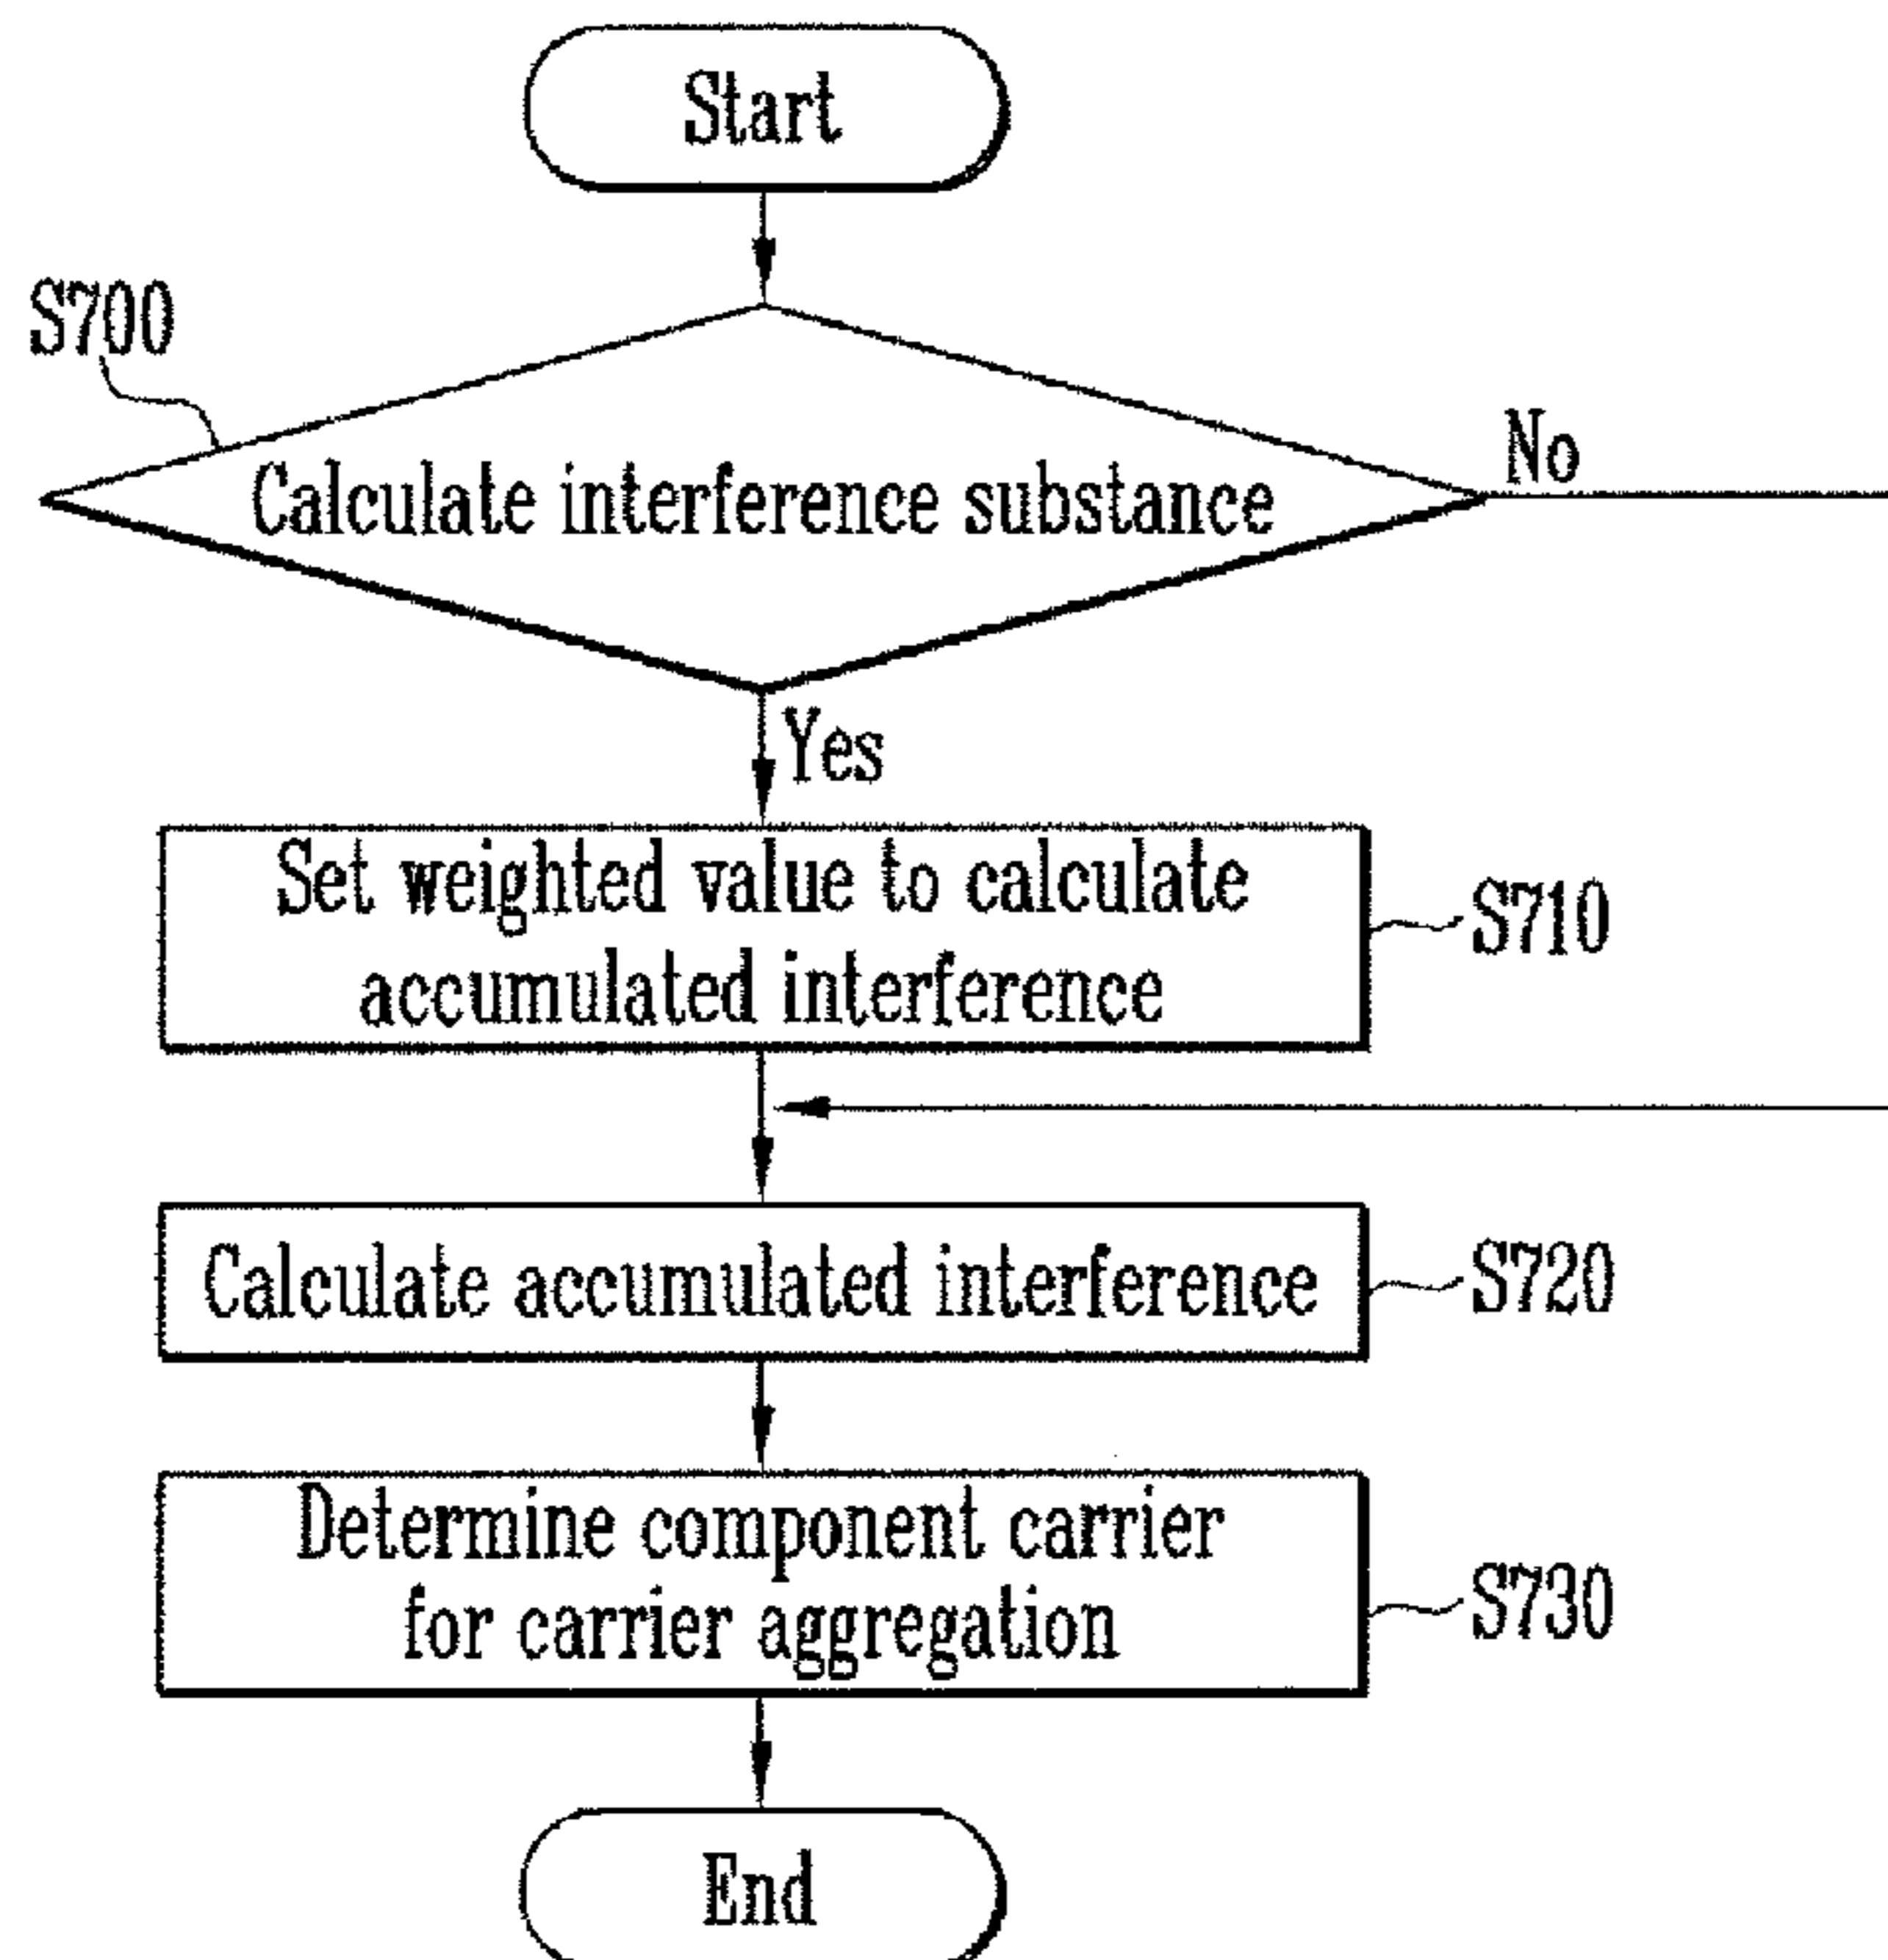 Start
S700
Calculate interference substance
No
Yes
Set weighted value to calculate
accumulated interference
S710
Calculate accumulated interference
S720
Determine component carrier
for carrier aggregation
S730
End